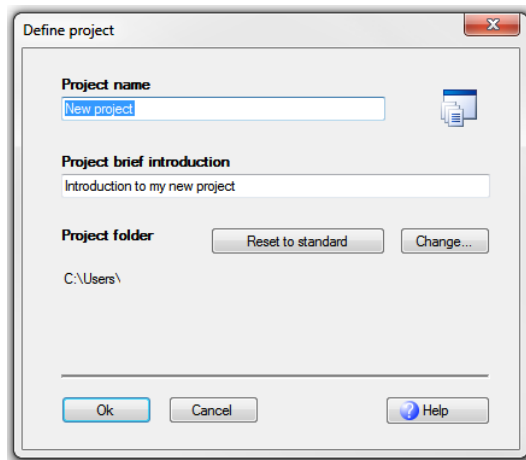 Define project
Project name
New project
Project brief introduction
Introduction to my new project
Project folder Reset to standard Change...
C:\Users\
Ok Cancel Help